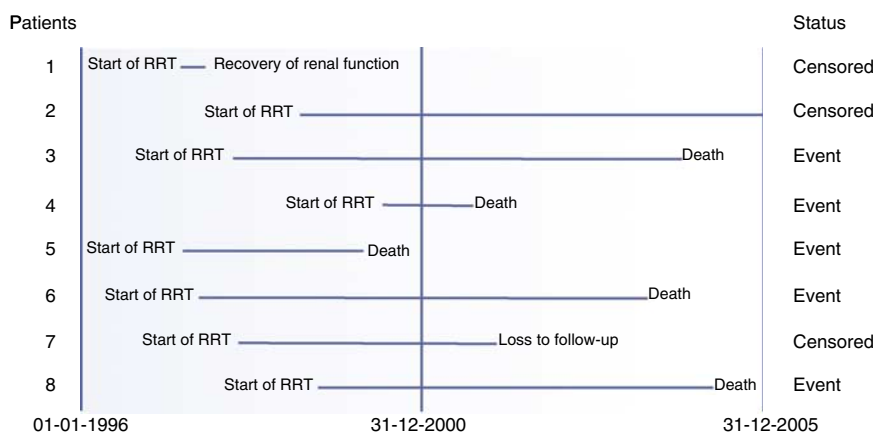 Patients Status
1 Start of RRT Recovery of renal function Censored
2 Start of RRT Censored
3 Start of RRT Death Event
4 Start of RRT Death Event
5 Start of RRT Death Event
6 Start of RRT Death Event
7 Start of RRT Loss to follow-up Censored
8 Start of RRT Death Event
01-01-1996 31-12-2000 31-12-2005